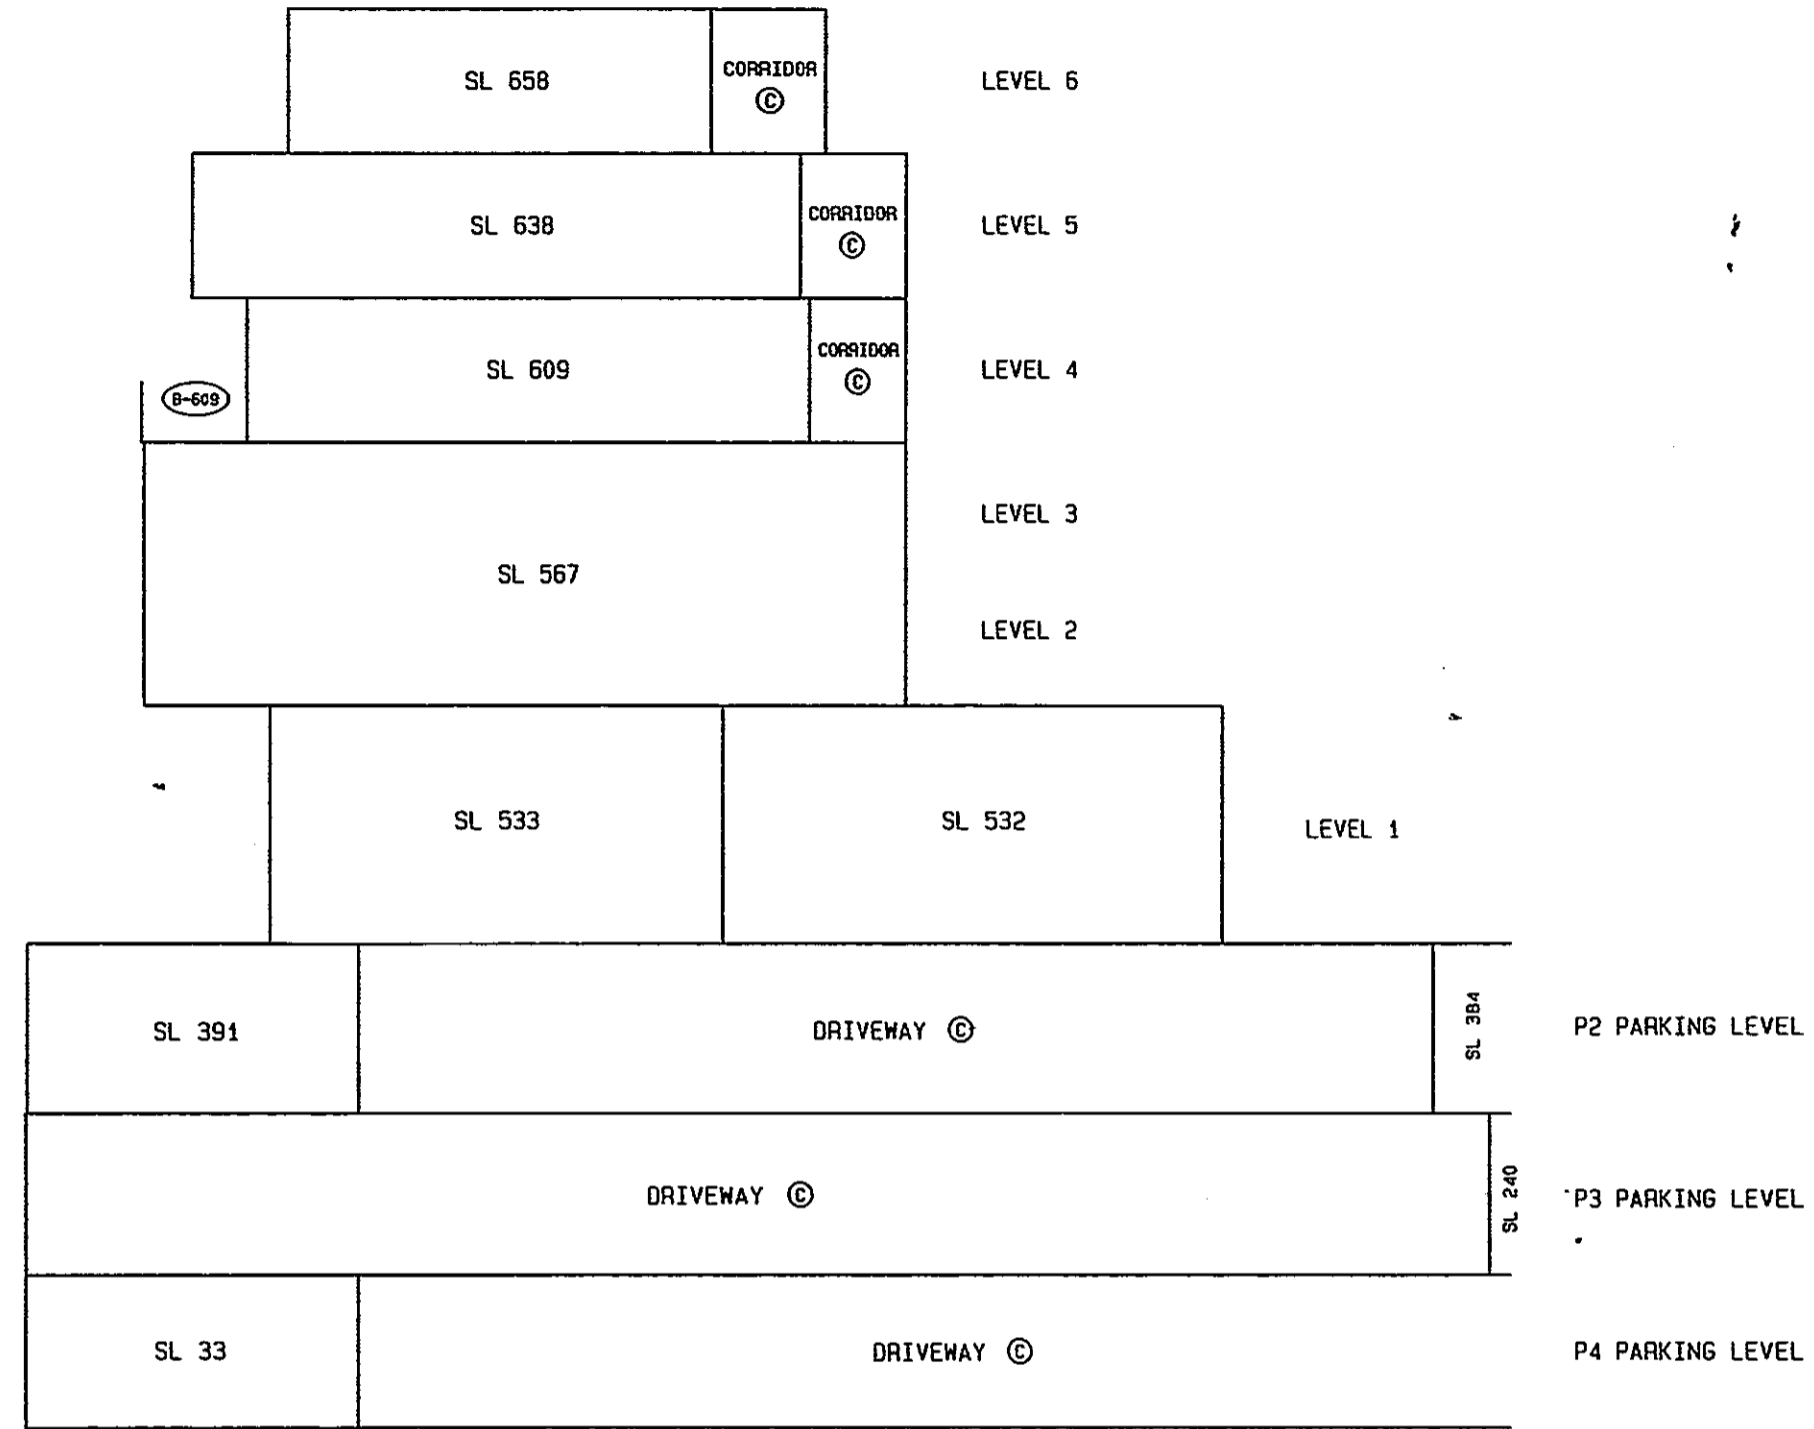 SL 658
CORRIDOR
©
LEVEL 6
SL 638
CORRIDOR
©
LEVEL 5
B-609
SL 609
CORRIDOR
©
LEVEL 4
LEVEL 3
SL 567
LEVEL 2
SL 533
SL 532
LEVEL 1
SL 391
DRIVEWAY ©
SL 384
P2 PARKING LEVEL
DRIVEWAY ©
SL 240
P3 PARKING LEVEL
SL 33
DRIVEWAY ©
P4 PARKING LEVEL